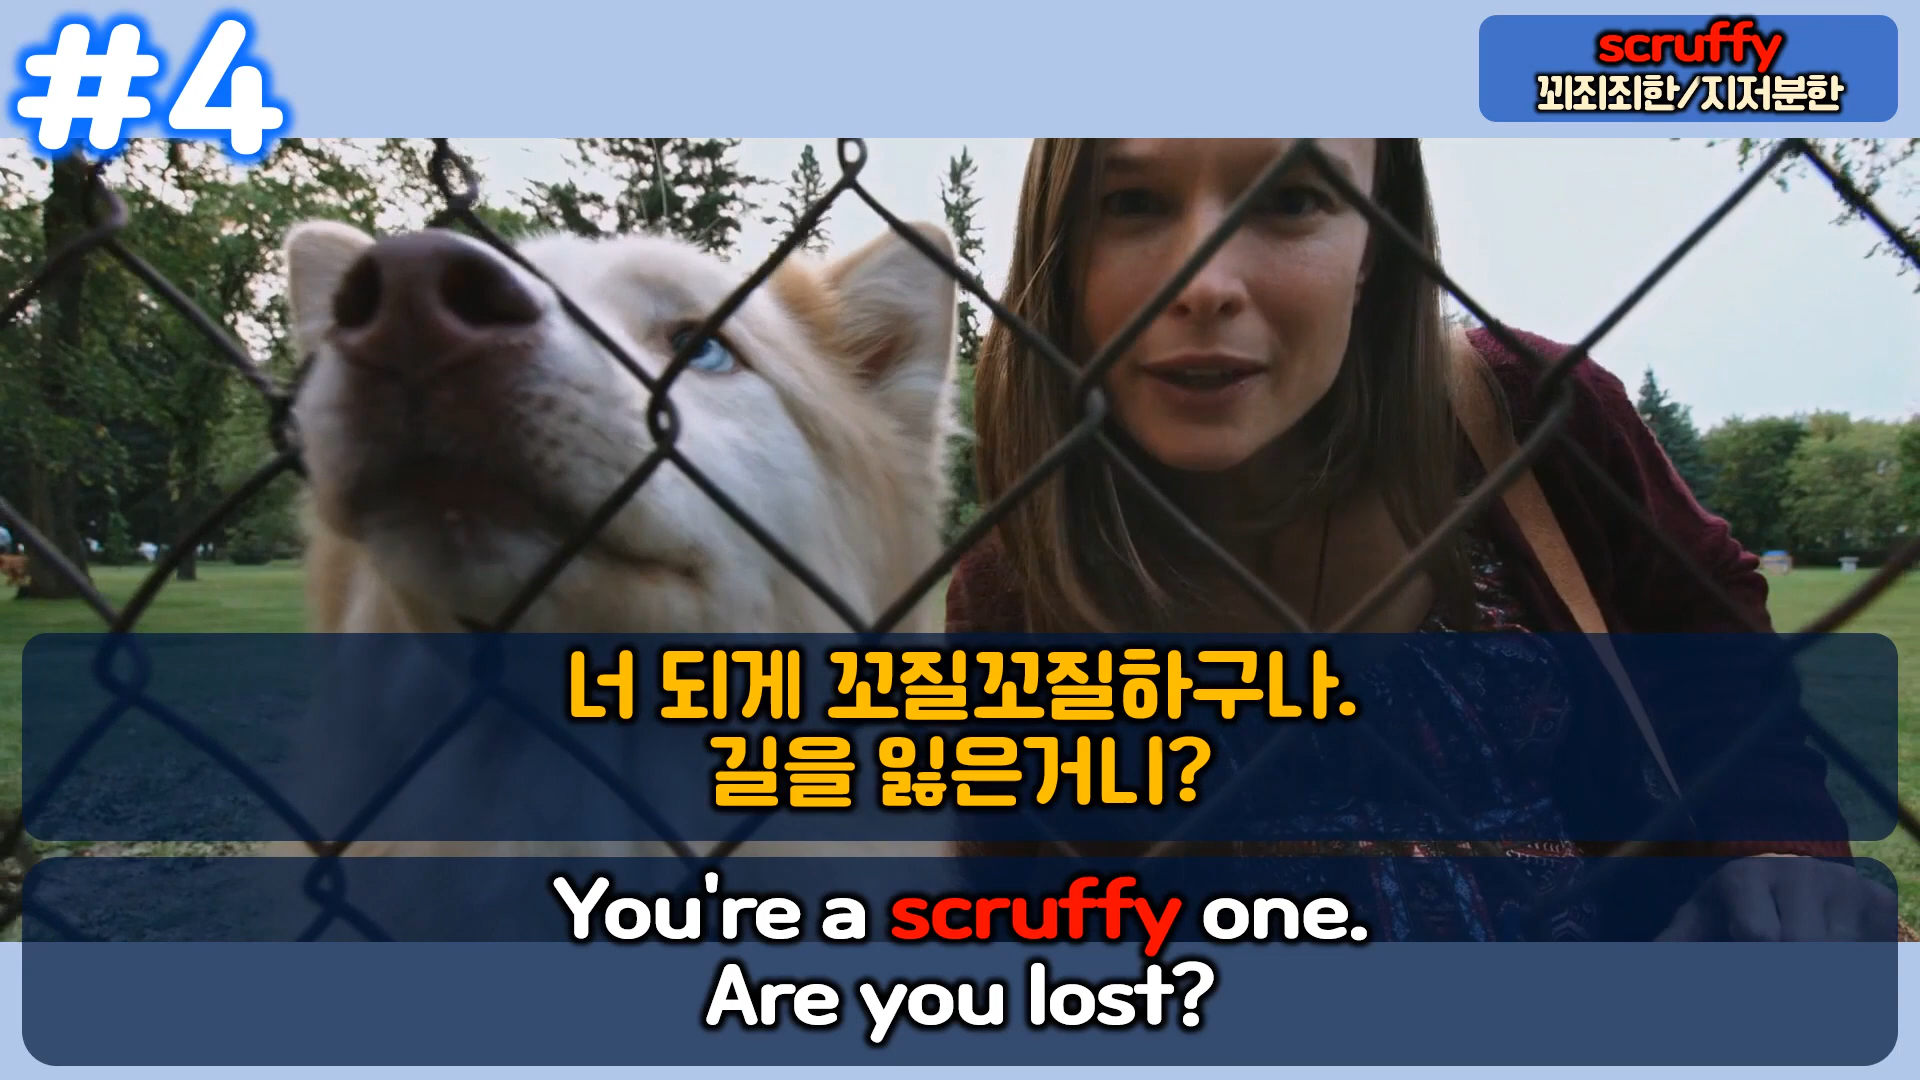 #4
scruffy
꾀죄죄한/지저분한
너 되게 꼬질꼬질하구나.
길을 잃은거니?
You're a scruffy one.
Are you lost?